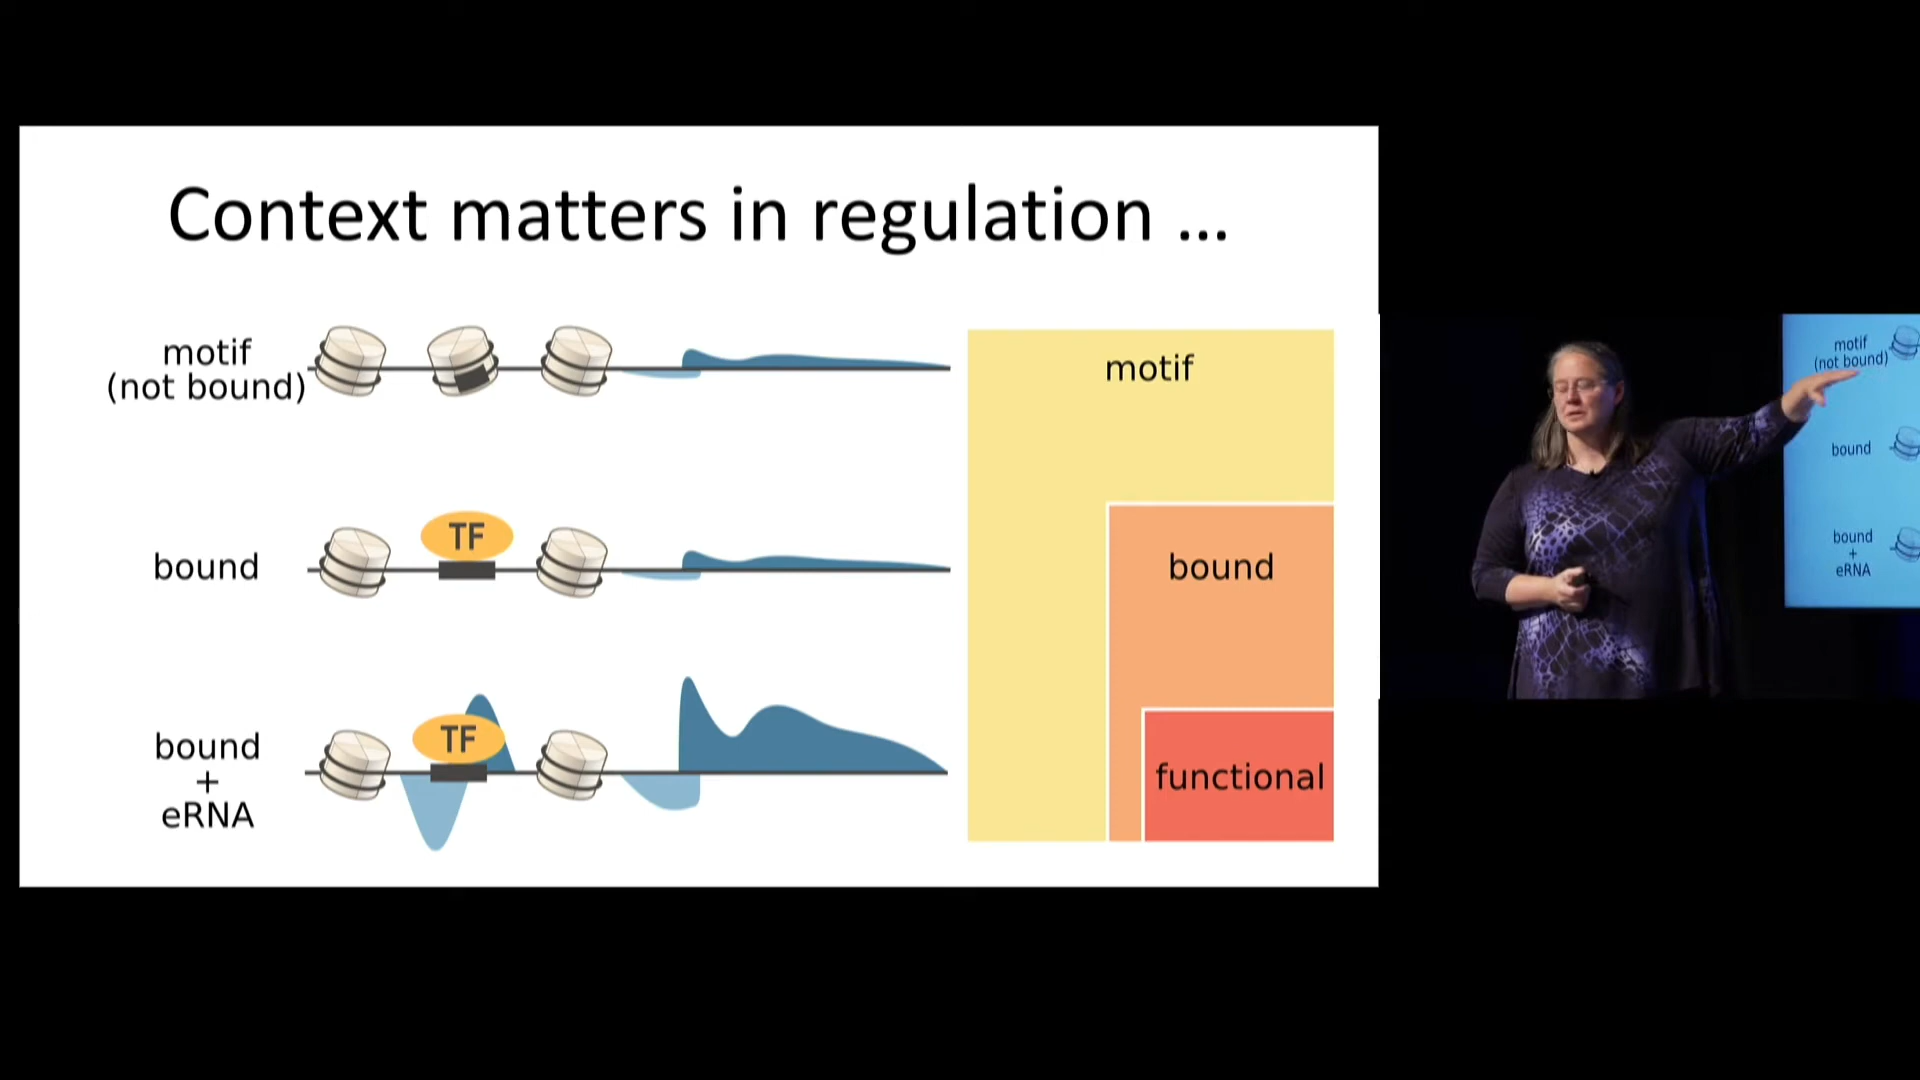 Context matters in regulation ...
motif
(not bound)
motif
TF
bound
bound
TF
bound
+
eRNA
functional
motif
(not bound)
bound
bound
+
eRNA